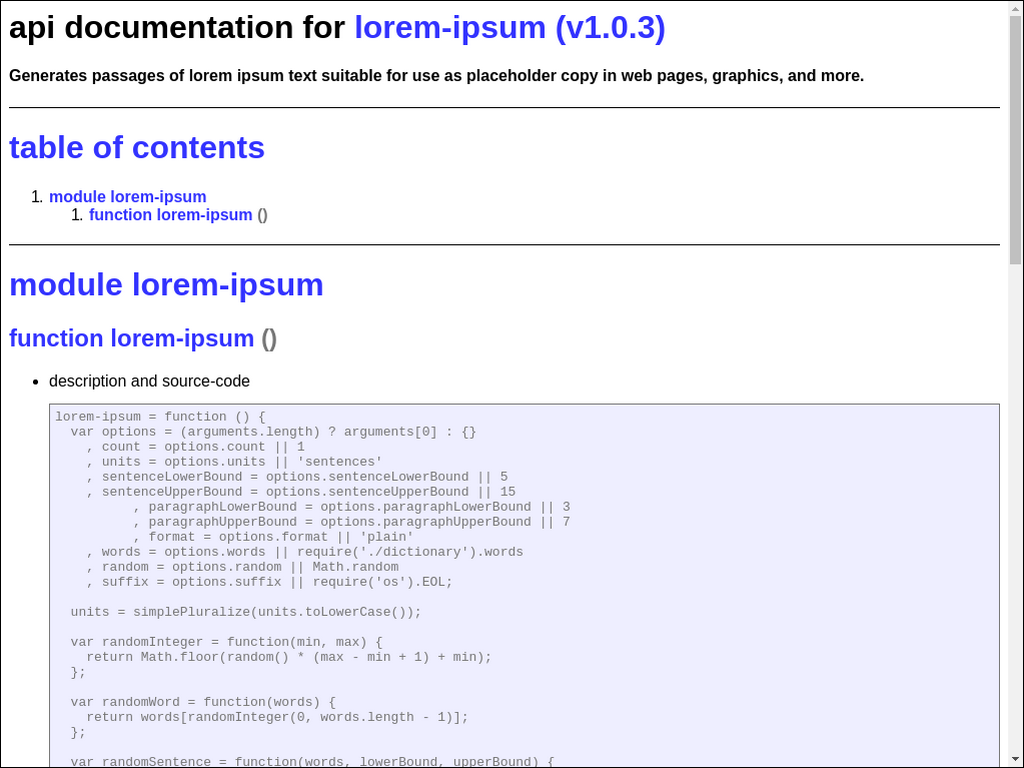 api documentation for lorem-ipsum (v1.0.3)
Generates passages of lorem ipsum text suitable for use as placeholder copy in web pages, graphics, and more.
table of contents
1. module lorem-ipsum
1. function lorem-ipsum ()
module lorem-ipsum
function lorem-ipsum ()
• description and source-code
lorem-ipsum = function () {
  var options = (arguments.length) ? arguments[0] : {}
    , count = options.count || 1
    , units = options.units || 'sentences'
    , sentenceLowerBound = options.sentenceLowerBound || 5
    , sentenceUpperBound = options.sentenceUpperBound || 15
          , paragraphLowerBound = options.paragraphLowerBound || 3
          , paragraphUpperBound = options.paragraphUpperBound || 7
          , format = options.format || 'plain'
    , words = options.words || require('./dictionary').words
    , random = options.random || Math.random
    , suffix = options.suffix || require('os').EOL;

  units = simplePluralize(units.toLowerCase());

  var randomInteger = function(min, max) {
    return Math.floor(random() * (max - min + 1) + min);
  };

  var randomWord = function(words) {
    return words[randomInteger(0, words.length - 1)];
  };

  var randomSentence = function(words, lowerBound, upperBound) {